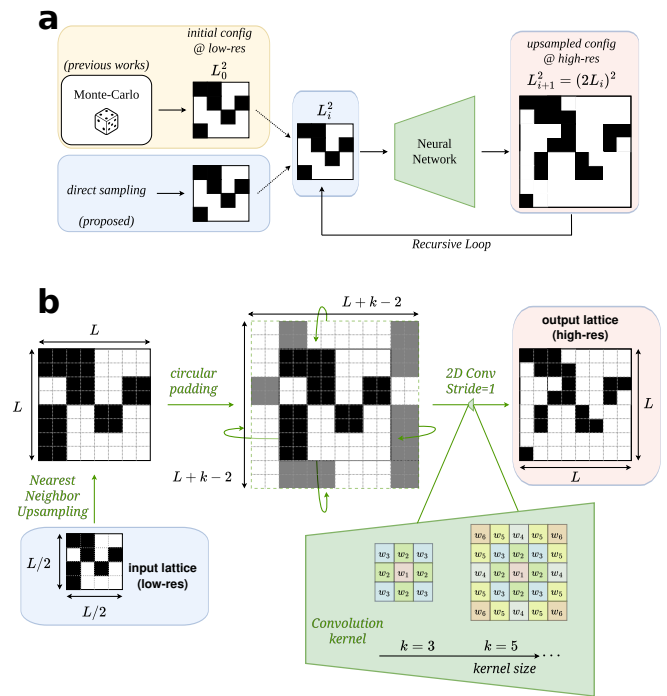 a
initial config
@ low-res
(previous works)
L_0^2
Monte-Carlo
direct sampling
(proposed)
L_i^2
Neural
Network
upsampled config
@ high-res
L_{i+1}^2 = (2L_i)^2
Recursive Loop
b
L
L
circular
padding
L + k − 2
L + k − 2
2D Conv
Stride=1
output lattice
(high-res)
L
L
Nearest
Neighbor
Upsampling
L/2
L/2
input lattice
(low-res)
w_3 w_2 w_3
w_2 w_1 w_2
w_3 w_2 w_3
w_6 w_5 w_4 w_5 w_6
w_5 w_3 w_2 w_3 w_5
w_4 w_2 w_1 w_2 w_4
w_5 w_3 w_2 w_3 w_5
w_6 w_5 w_4 w_5 w_6
Convolution
kernel
k = 3
k = 5
kernel size
...